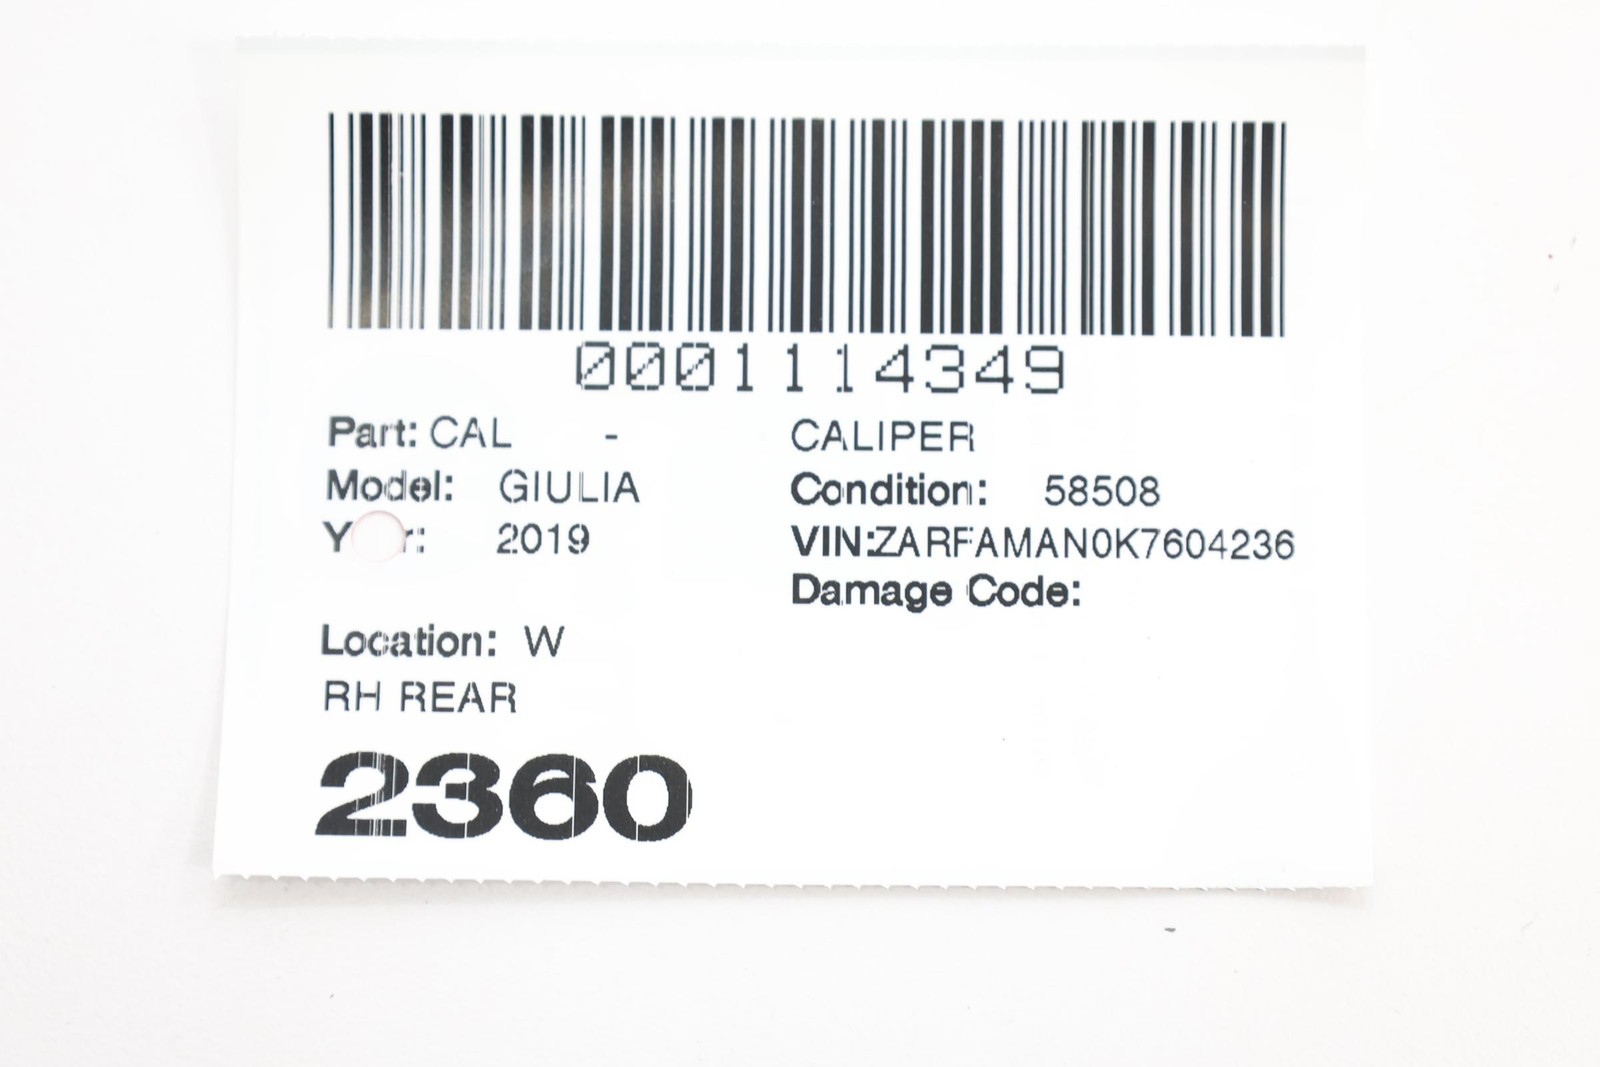 0001114349
Part: CAL - CALIPER
Model: GIULIA Condition: 58508
Y r: 2019 VIN:ZARFAMAN0K7604236
Damage Code:
Location: W
RH REAR
2360